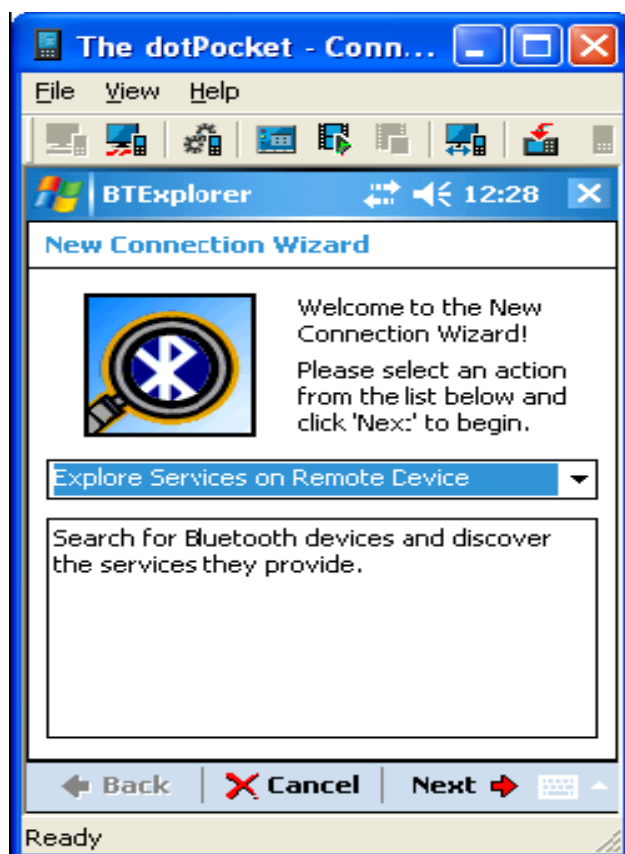 The dotPocket - Conn...
File View Help
BTExplorer 12:28
New Connection Wizard
Welcome to the New
Connection Wizard!
Please select an action
from the list below and
click 'Next' to begin.
Explore Services on Remote Device
Search for Bluetooth devices and discover
the services they provide.
Back Cancel Next
Ready